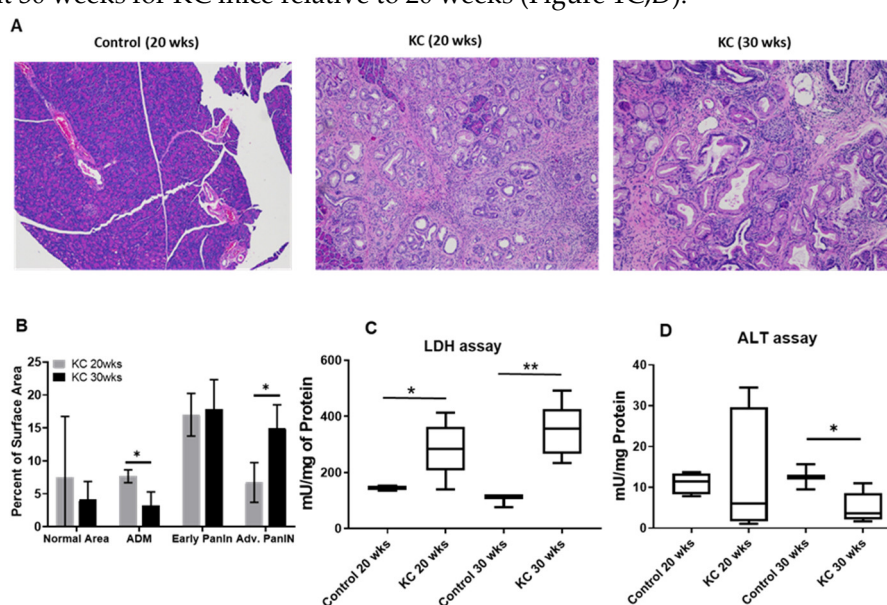 at 30 weeks for KC mice relative to 20 weeks (Figure 1C,D).
A
Control (20 wks)
KC (20 wks)
KC (30 wks)
B
KC 20wks
KC 30wks
Percent of Surface Area
25
20
15
10
5
0
*
*
Normal Area
ADM
Early PanIn
Adv. PanIN
C
LDH assay
mU/mg of Protein
600
400
200
0
*
**
Control 20 wks
KC 20 wks
Control 30 wks
KC 30 wks
D
ALT assay
mU/mg Protein
40
30
20
10
0
*
Control 20 wks
KC 20 wks
Control 30 wks
KC 30 wks